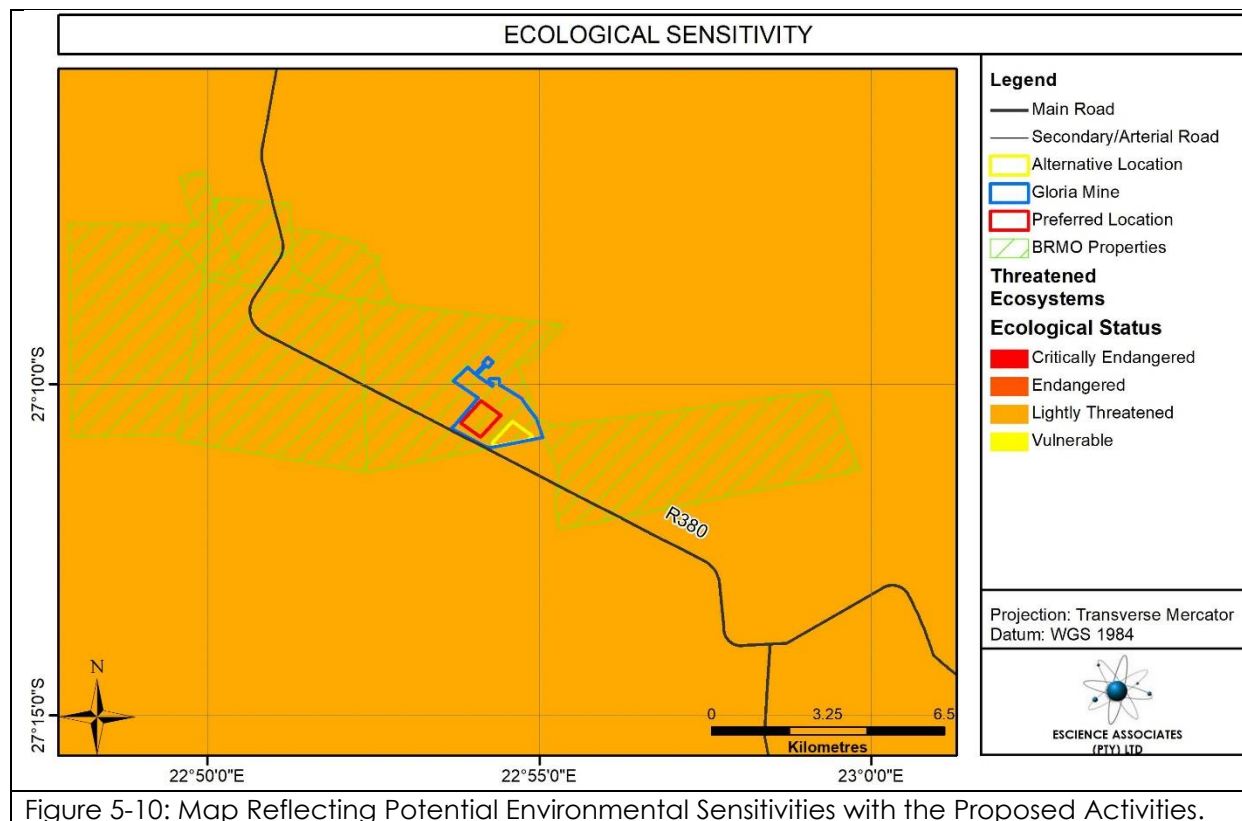 ECOLOGICAL SENSITIVITY
27°10'0"S
27°15'0"S
22°50'0"E
22°55'0"E
23°0'0"E
R380
N
0 3.25 6.5
Kilometres
Legend
Main Road
Secondary/Arterial Road
Alternative Location
Gloria Mine
Preferred Location
BRMO Properties
Threatened
Ecosystems
Ecological Status
Critically Endangered
Endangered
Lightly Threatened
Vulnerable
Projection: Transverse Mercator
Datum: WGS 1984
ESCIENCE ASSOCIATES
(PTY) LTD
Figure 5-10: Map Reflecting Potential Environmental Sensitivities with the Proposed Activities.